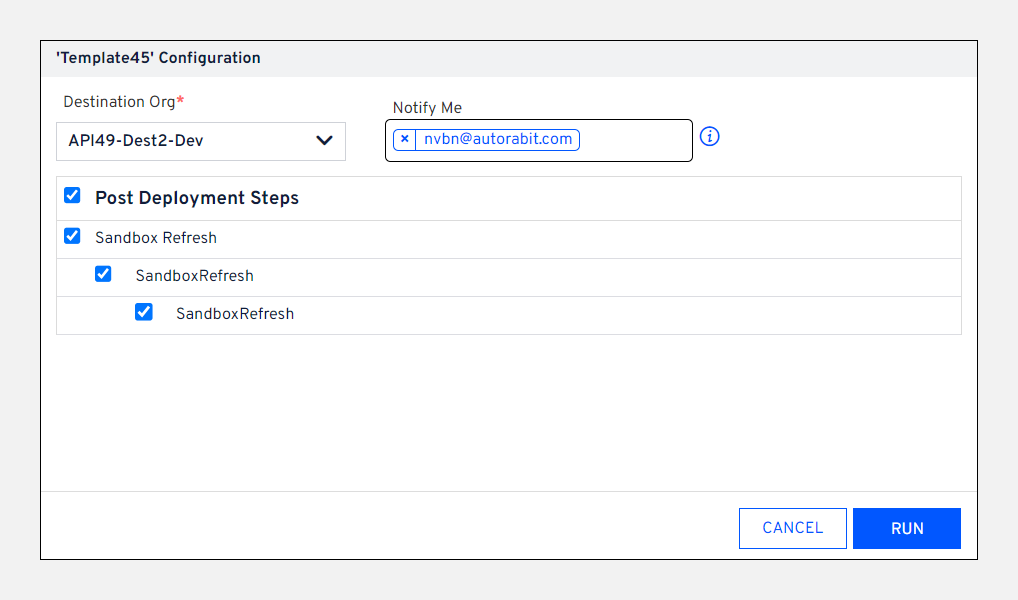 'Template45' Configuration
Destination Org*
Notify Me
API49-Dest2-Dev
× nvbn@autorabit.com
i
Post Deployment Steps
Sandbox Refresh
SandboxRefresh
SandboxRefresh
CANCEL
RUN